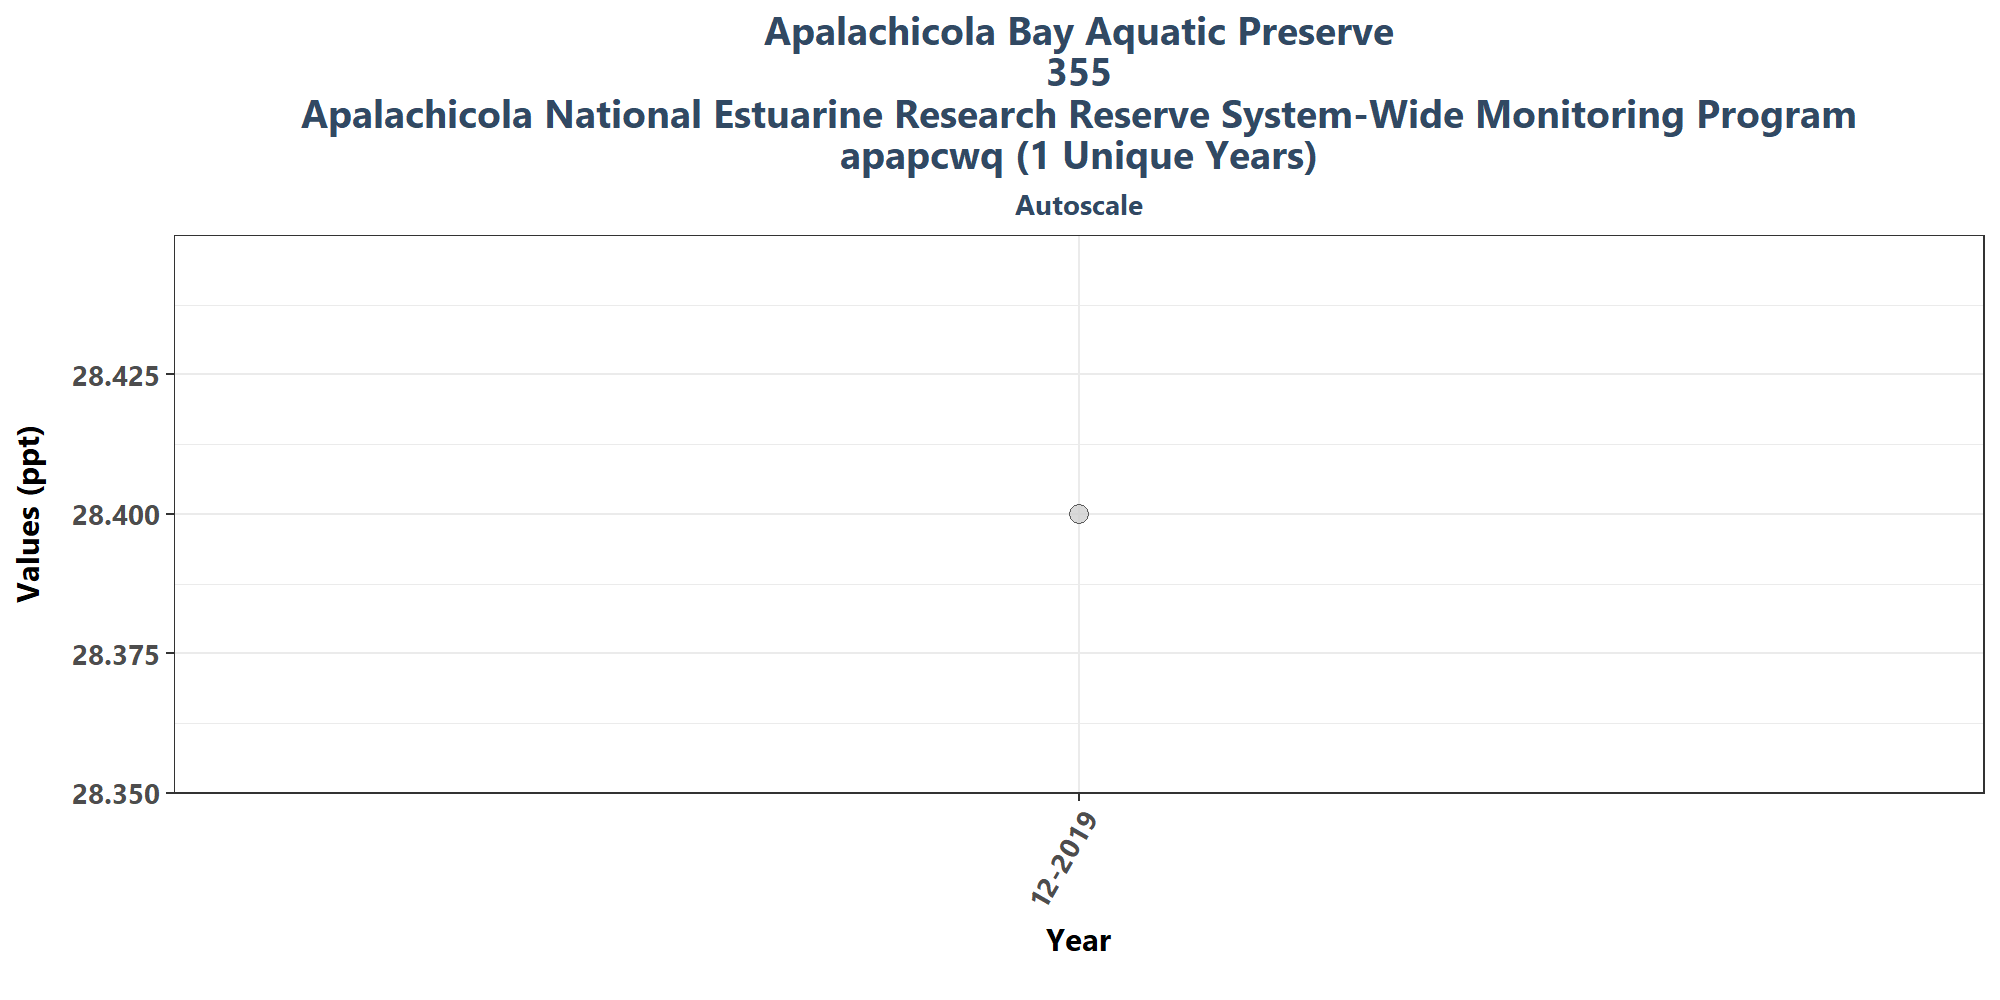 Apalachicola Bay Aquatic Preserve
355
Apalachicola National Estuarine Research Reserve System-Wide Monitoring Program
apapcwq (1 Unique Years)
Autoscale
Values (ppt)
28.425
28.400
28.375
28.350
12-2019
Year